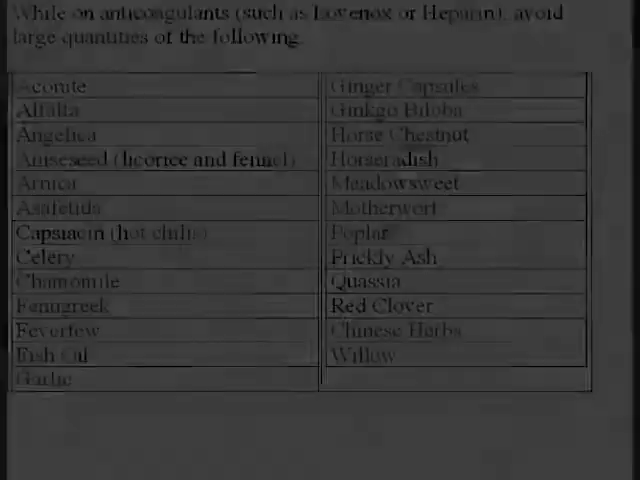 While on anticoagulants (such as Lovenox or Heparin), avoid
large quantities of the following.
Aconite
Alfalfa
Angelica
Aniseseed (licorice and fennel)
Arnica
Asafetida
Capsiacin (hot chilis)
Celery
Chamomile
Fenugreek
Feverfew
Fish Oil
Garlic
Ginger Capsules
Ginkgo Biloba
Horse Chestnut
Horseradish
Meadowsweet
Motherwort
Poplar
Prickly Ash
Quassia
Red Clover
Chinese Herbs
Willow